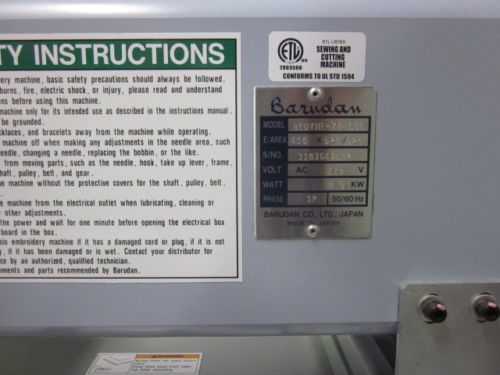 TY INSTRUCTIONS
ery machine, basic safety precautions should always be followed.
burns, fire, electric shock, or injury, please read and understand
ns before using this machine.
machine only for its intended use as described in the instructions manual.
be grounded.
cklaces, and bracelets away from the machine while operating.
machine off when making any adjustments in the needle area, such
needle, changing a needle, replacing the bobbin, or the like.
from moving parts, such as the needle, hook, take up lever, frame,
haft, pulley, belt, and gear.
he machine without the protective covers for the shaft, pulley, belt,
e machine from the electrical outlet when lubricating, cleaning or
other adjustments.
the power and wait for one minute before opening the electrical box
board in the box.
his embroidery machine if it has a damaged cord or plug, if it is not
y, if it has been damaged or is wet. Contact your distributor for
ce by an authorized, qualified technician.
hments and parts recommended by Barudan.
ETL LISTED
SEWING AND
CUTTING
MACHINE
ETL
CONFORMS TO UL STD 1594
Barudan
MODEL
E/AREA 450 X
S/NO.
VOLT AC V
WATT KW
PHASE 1P 50/60Hz
BARUDAN CO., LTD. JAPAN
MADE IN JAPAN
WARNING